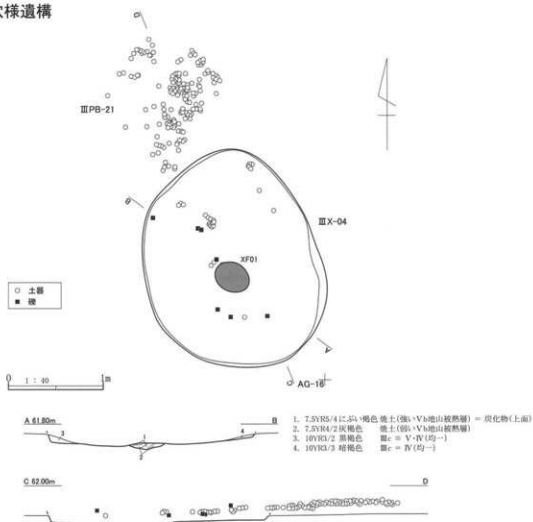 穴様遺構
ⅢPB-21
ⅢX-04
XF01
○ 土器
■ 礫
0 1:40 1m
AG-16
A 61.80m B
1 2 3 4
C 62.00m D
1. 7.5YR5/4にぶい褐色 焼土(強いⅤb地山被熱層) = 炭化物(上面)
2. 7.5YR4/2灰褐色 焼土(弱いⅤb地山被熱層)
3. 10YR3/2 黒褐色 Ⅲc ≡ Ⅴ・Ⅳ(均一)
4. 10YR3/3 暗褐色 Ⅲc = Ⅳ(均一)